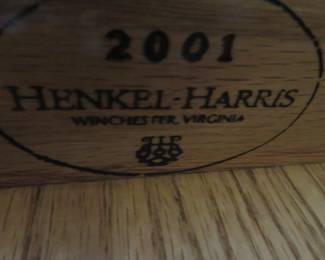 2001
HENKEL-HARRIS
WINCHESTER, VIRGINIA